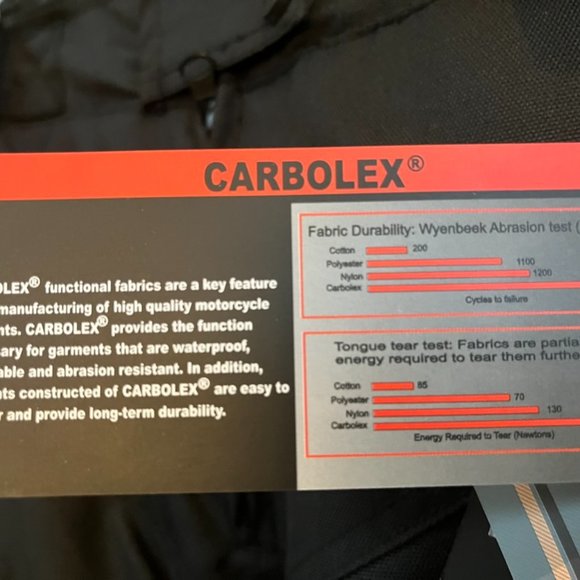 CARBOLEX®
OLEX® functional fabrics are a key feature
manufacturing of high quality motorcycle
nts. CARBOLEX® provides the function
sary for garments that are waterproof,
able and abrasion resistant. In addition,
nts constructed of CARBOLEX® are easy to
r and provide long-term durability.
Fabric Durability: Wyenbeek Abrasion test (
Cotton 200
Polyester 1100
Nylon 1200
Carbolex
Cycles to failure
Tongue tear test: Fabrics are partia
energy required to tear them furthe
Cotton 85
Polyester 70
Nylon 130
Carbolex
Energy Required to Tear (Newtons)